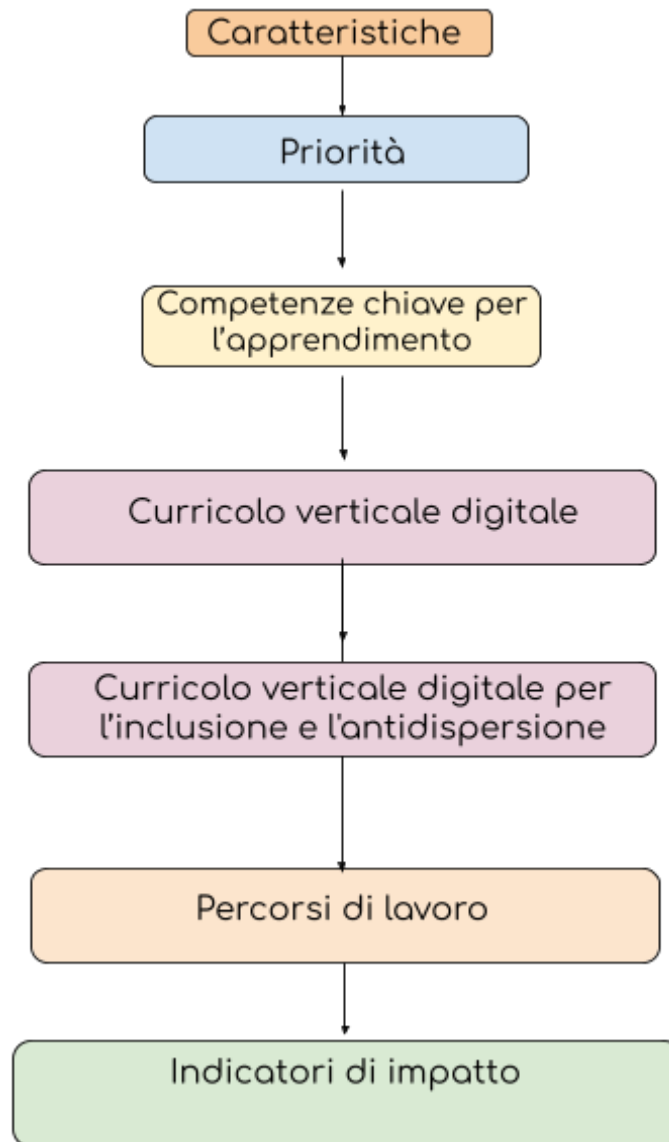 Caratteristiche
Priorità
Competenze chiave per
l’apprendimento
Curricolo verticale digitale
Curricolo verticale digitale per
l’inclusione e l'antidispersione
Percorsi di lavoro
Indicatori di impatto